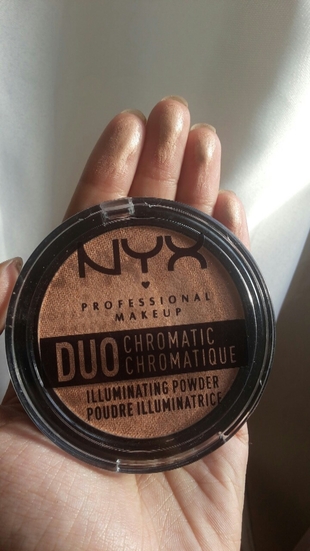 NYX
PROFESSIONAL
MAKEUP
DUO CHROMATIC
CHROMATIQUE
ILLUMINATING POWDER
POUDRE ILLUMINATRICE